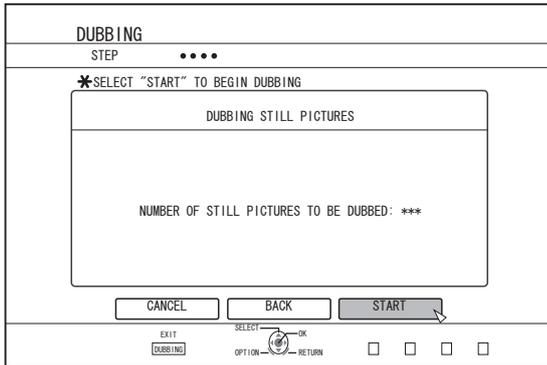 DUBBING
STEP
*SELECT "START" TO BEGIN DUBBING
DUBBING STILL PICTURES
NUMBER OF STILL PICTURES TO BE DUBBED: ***
CANCEL BACK START
EXIT
DUBBING
SELECT OK
OPTION RETURN